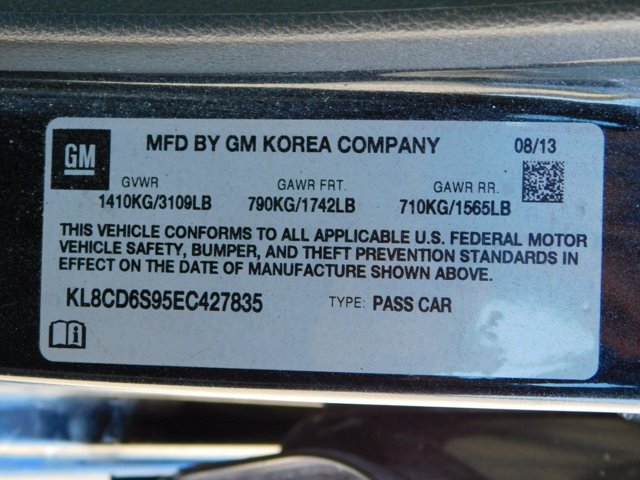 GM MFD BY GM KOREA COMPANY 08/13
GVWR GAWR FRT. GAWR RR.
1410KG/3109LB 790KG/1742LB 710KG/1565LB
THIS VEHICLE CONFORMS TO ALL APPLICABLE U.S. FEDERAL MOTOR
VEHICLE SAFETY, BUMPER, AND THEFT PREVENTION STANDARDS IN
EFFECT ON THE DATE OF MANUFACTURE SHOWN ABOVE.
KL8CD6S95EC427835 TYPE: PASS CAR